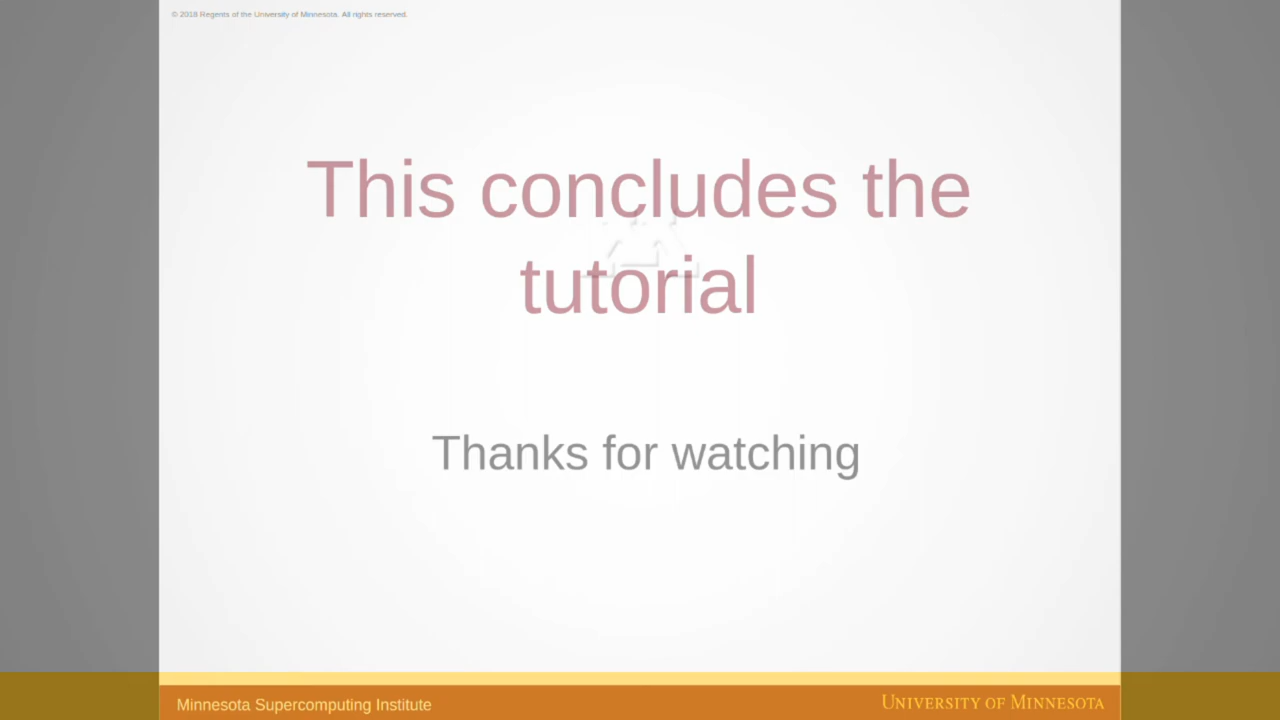 © 2018 Regents of the University of Minnesota. All rights reserved.
This concludes the
tutorial
Thanks for watching
Minnesota Supercomputing Institute
UNIVERSITY OF MINNESOTA